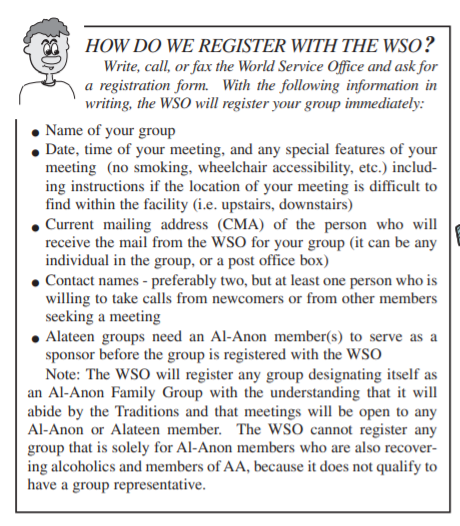 HOW DO WE REGISTER WITH THE WSO?
Write, call, or fax the World Service Office and ask for
a registration form. With the following information in
writing, the WSO will register your group immediately:
● Name of your group
● Date, time of your meeting, and any special features of your
meeting (no smoking, wheelchair accessibility, etc.) includ-
ing instructions if the location of your meeting is difficult to
find within the facility (i.e. upstairs, downstairs)
● Current mailing address (CMA) of the person who will
receive the mail from the WSO for your group (it can be any
individual in the group, or a post office box)
● Contact names - preferably two, but at least one person who is
willing to take calls from newcomers or from other members
seeking a meeting
● Alateen groups need an Al-Anon member(s) to serve as a
sponsor before the group is registered with the WSO
Note: The WSO will register any group designating itself as
an Al-Anon Family Group with the understanding that it will
abide by the Traditions and that meetings will be open to any
Al-Anon or Alateen member. The WSO cannot register any
group that is solely for Al-Anon members who are also recover-
ing alcoholics and members of AA, because it does not qualify to
have a group representative.